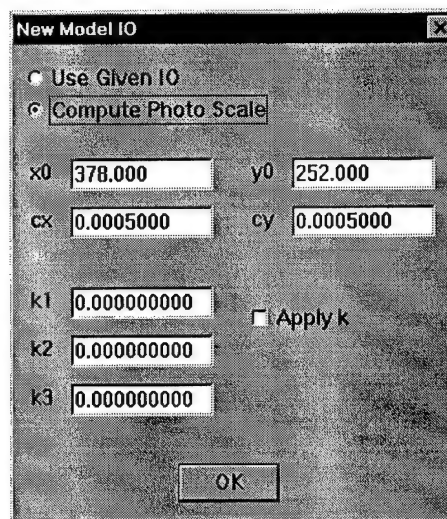 New Model IO
Use Given IO
Compute Photo Scale
x0 378.000 y0 252.000
cx 0.0005000 cy 0.0005000
k1 0.000000000
Apply k
k2 0.000000000
k3 0.000000000
OK